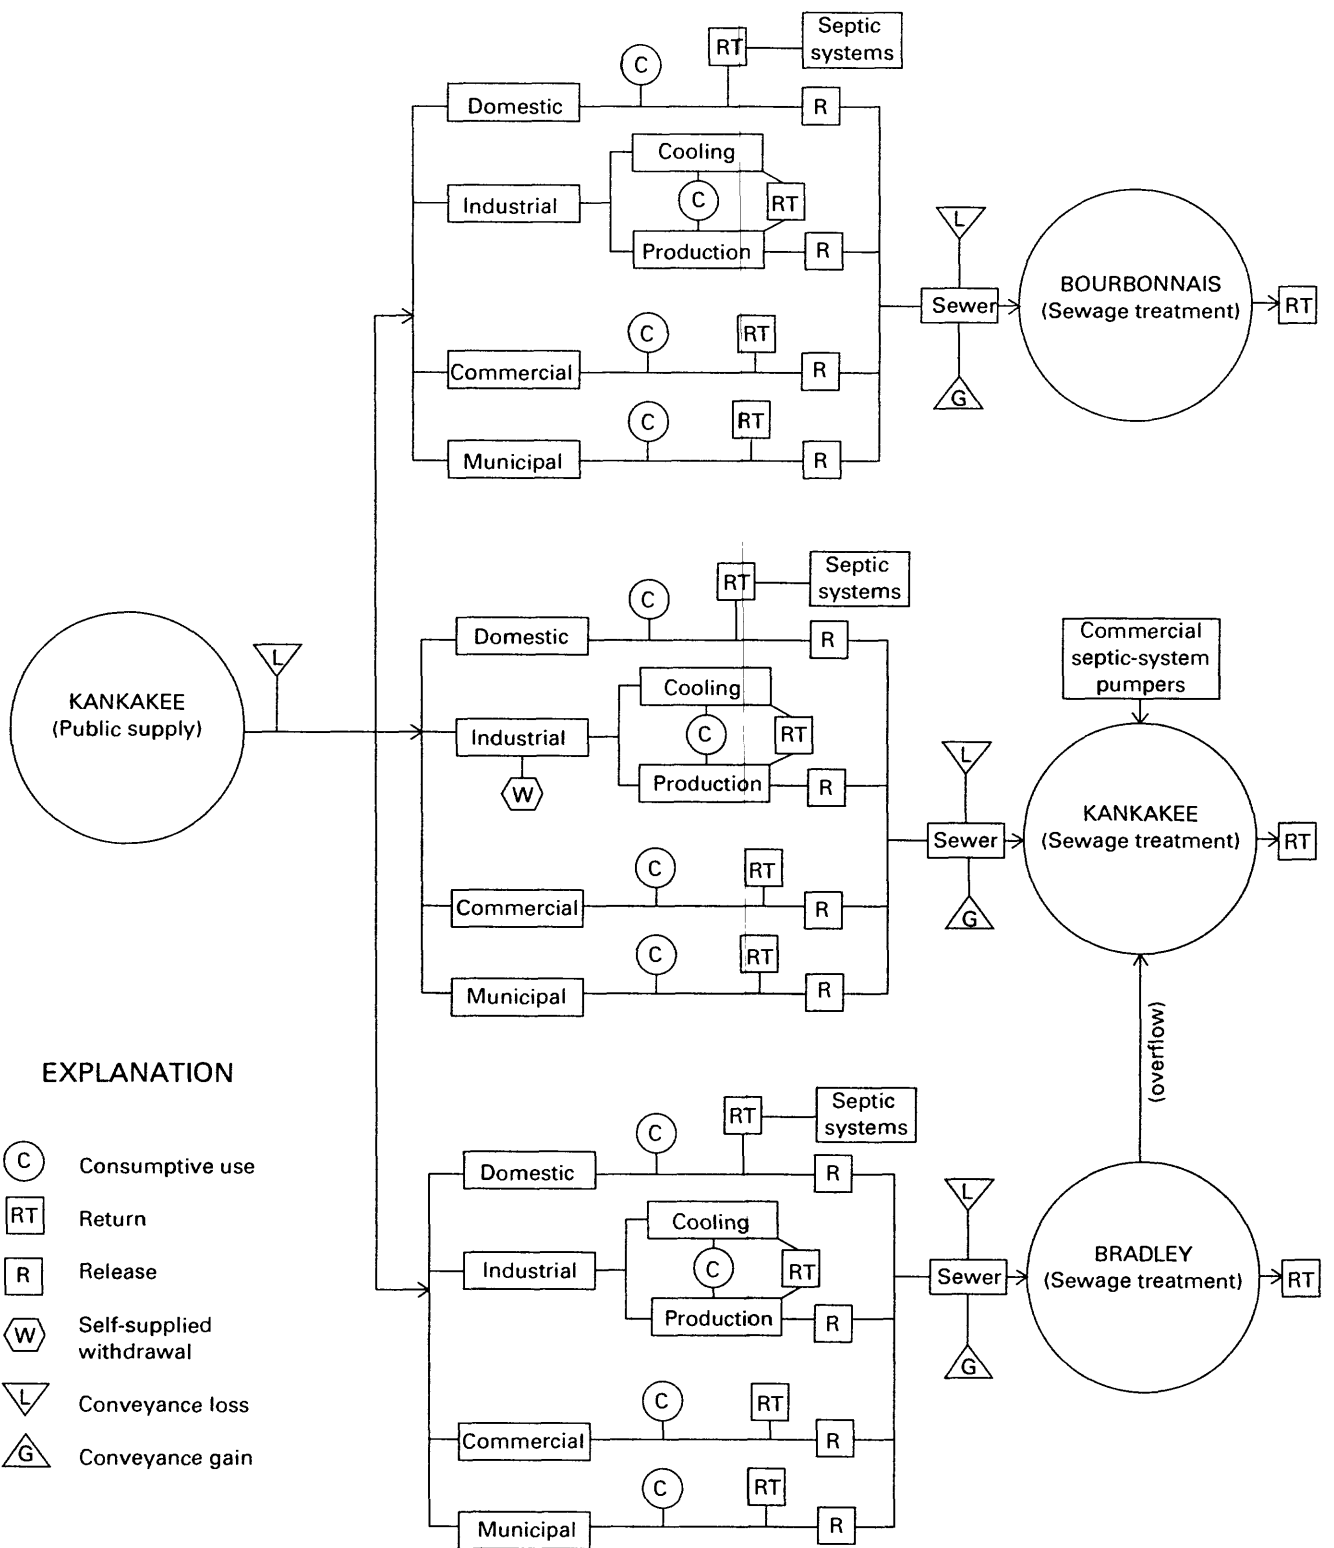 Septic
systems
RT
C
Domestic
R
Cooling
C
RT
Industrial
Production
R
L
Sewer
G
BOURBONNAIS
(Sewage treatment)
RT
C
RT
Commercial
R
C
RT
Municipal
R
KANKAKEE
(Public supply)
L
Septic
systems
RT
C
Domestic
R
Cooling
C
RT
Industrial
W
Production
R
Commercial
septic-system
pumpers
L
Sewer
G
KANKAKEE
(Sewage treatment)
RT
C
RT
Commercial
R
C
RT
Municipal
R
(overflow)
Septic
systems
RT
C
Domestic
R
Cooling
C
RT
Industrial
Production
R
L
Sewer
G
BRADLEY
(Sewage treatment)
RT
C
RT
Commercial
R
C
RT
Municipal
R
EXPLANATION
C Consumptive use
RT Return
R Release
W Self-supplied
withdrawal
L Conveyance loss
G Conveyance gain